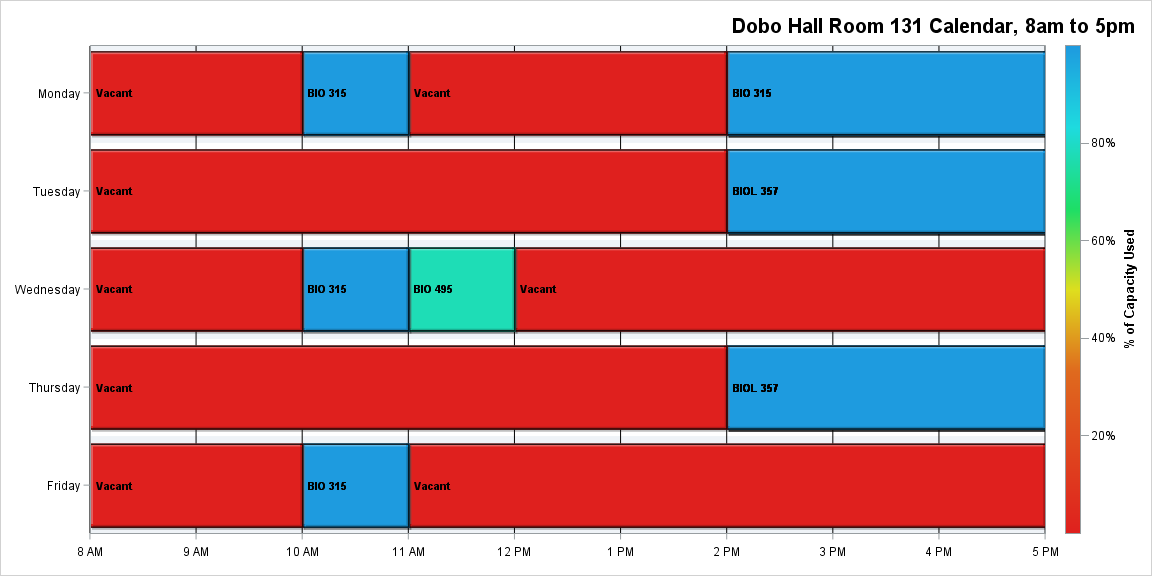 Dobo Hall Room 131 Calendar, 8am to 5pm
Monday
Vacant
BIO 315
Vacant
BIO 315
Tuesday
Vacant
BIOL 357
Wednesday
Vacant
BIO 315
BIO 495
Vacant
Thursday
Vacant
BIOL 357
Friday
Vacant
BIO 315
Vacant
8 AM
9 AM
10 AM
11 AM
12 PM
1 PM
2 PM
3 PM
4 PM
5 PM
80%
60%
40%
20%
% of Capacity Used